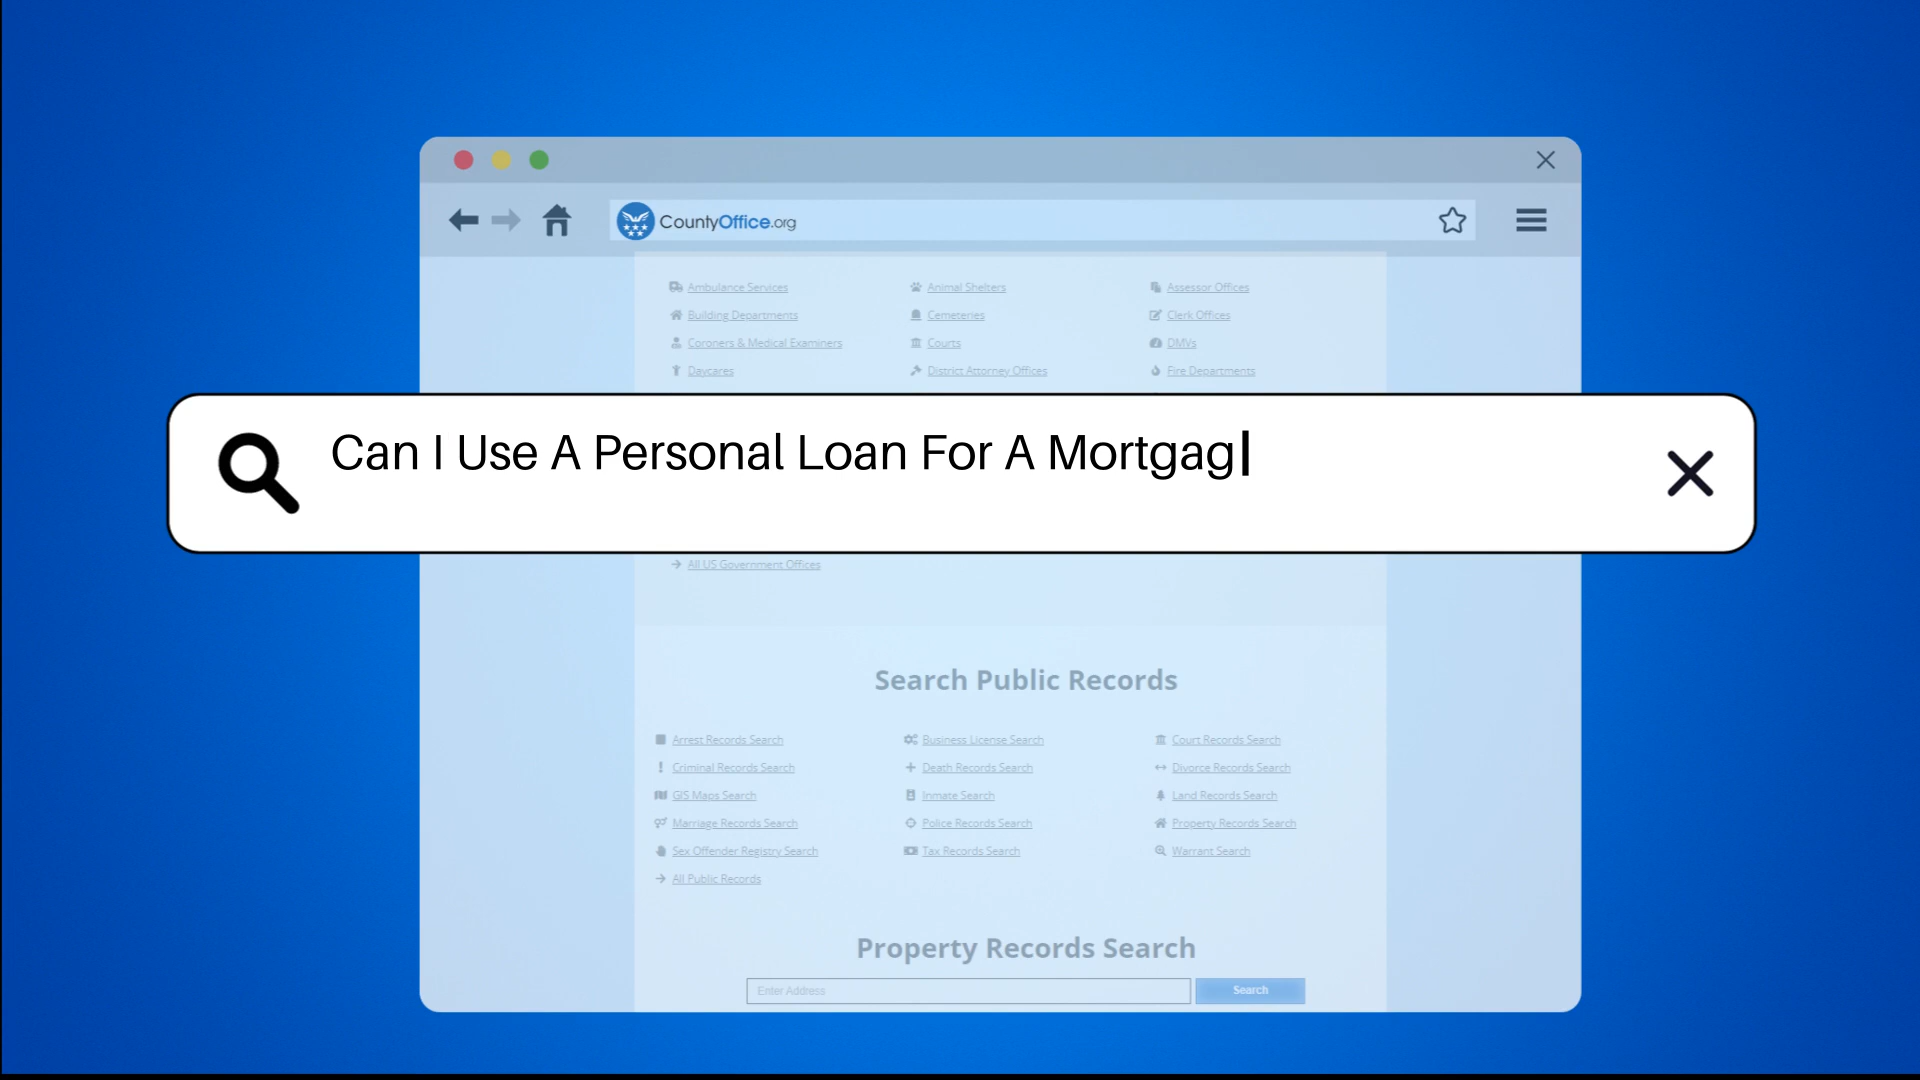 CountyOffice.org
Ambulance Services Animal Shelters Assessor Offices
Building Departments Cemeteries Clerk Offices
Coroners & Medical Examiners Courts DMVs
Daycares District Attorney Offices Fire Departments
Can I Use A Personal Loan For A Mortgag
All US Government Offices
Search Public Records
Arrest Records Search Business License Search Court Records Search
Criminal Records Search Death Records Search Divorce Records Search
GIS Maps Search Inmate Search Land Records Search
Marriage Records Search Police Records Search Property Records Search
Sex Offender Registry Search Tax Records Search Warrant Search
All Public Records
Property Records Search
Enter Address Search